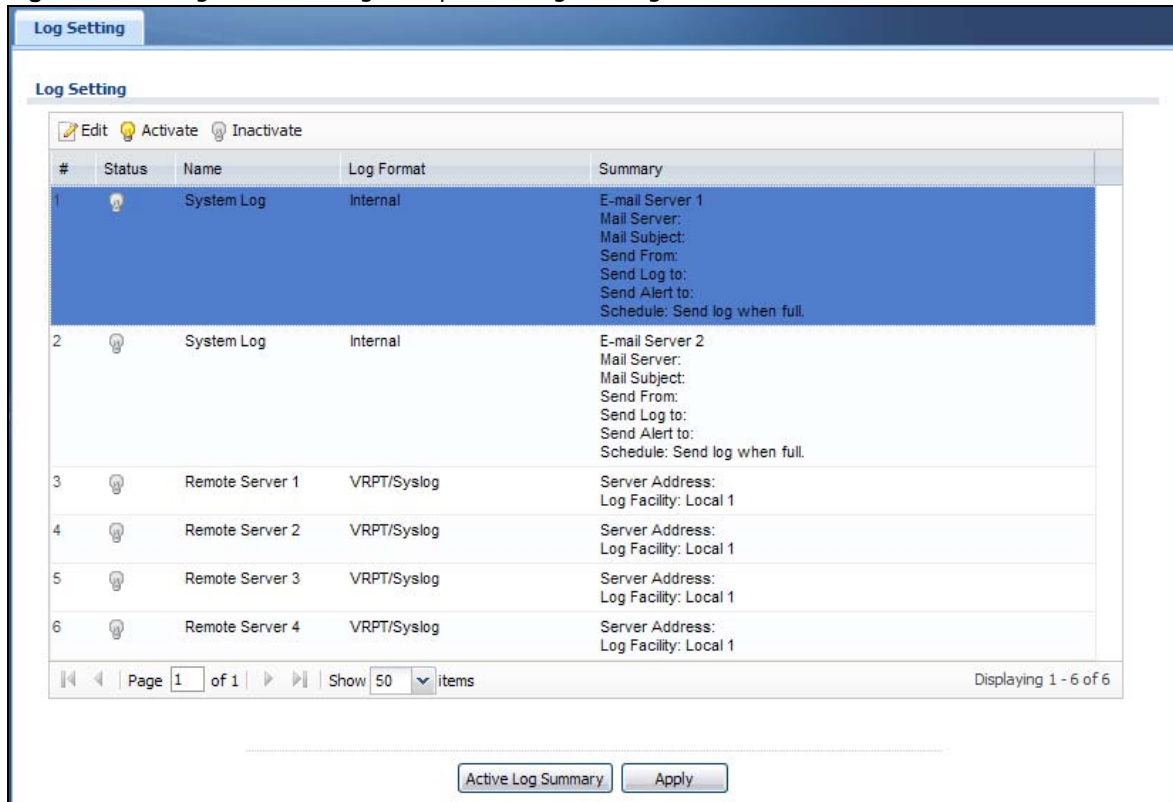 Log Setting
Log Setting
Edit Activate Inactivate
# Status Name Log Format Summary
1 System Log Internal E-mail Server 1
Mail Server:
Mail Subject:
Send From:
Send Log to:
Send Alert to:
Schedule: Send log when full.
2 System Log Internal E-mail Server 2
Mail Server:
Mail Subject:
Send From:
Send Log to:
Send Alert to:
Schedule: Send log when full.
3 Remote Server 1 VRPT/Syslog Server Address:
Log Facility: Local 1
4 Remote Server 2 VRPT/Syslog Server Address:
Log Facility: Local 1
5 Remote Server 3 VRPT/Syslog Server Address:
Log Facility: Local 1
6 Remote Server 4 VRPT/Syslog Server Address:
Log Facility: Local 1
Page 1 of 1 Show 50 items Displaying 1 - 6 of 6
Active Log Summary Apply